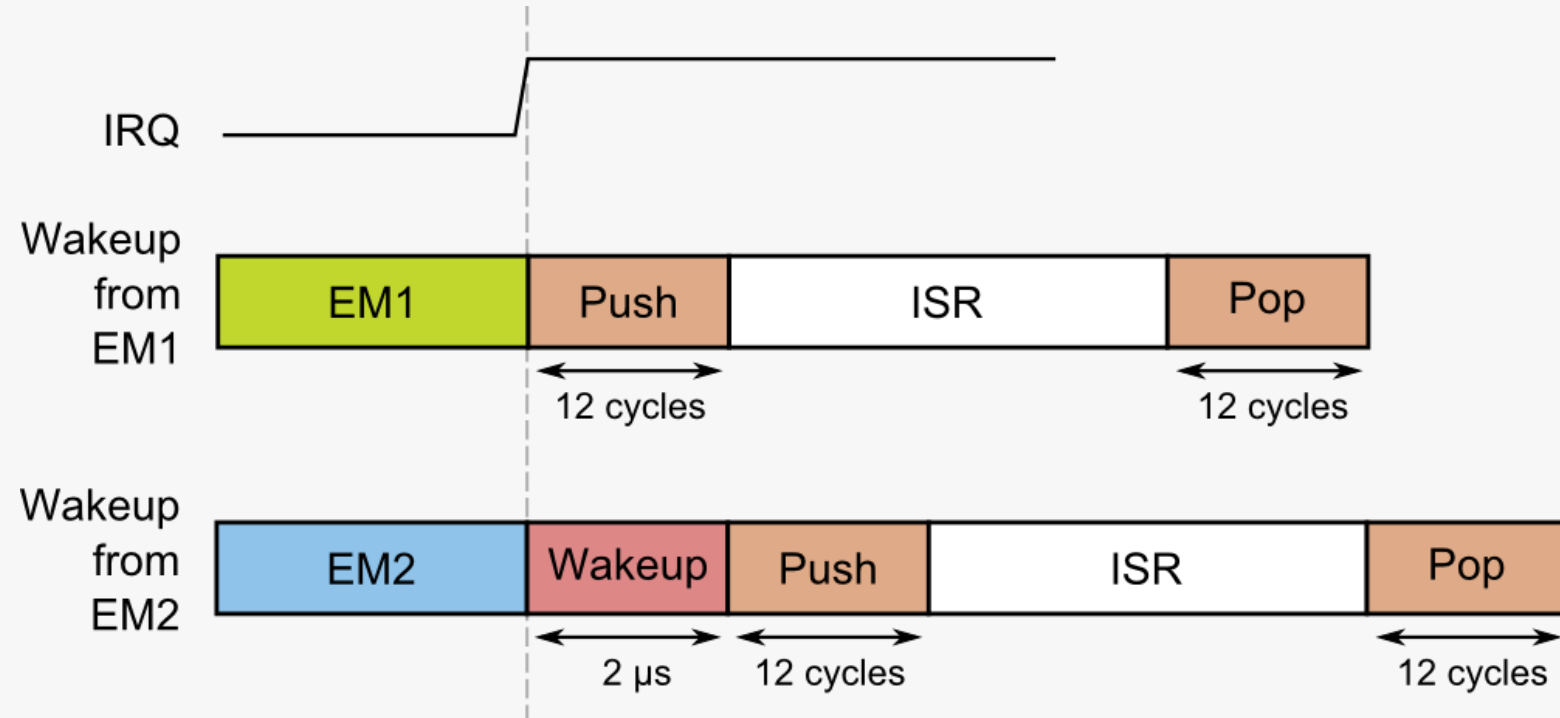 IRQ
Wakeup
from
EM1
EM1
Push
ISR
Pop
12 cycles
12 cycles
Wakeup
from
EM2
EM2
Wakeup
Push
ISR
Pop
2 µs
12 cycles
12 cycles